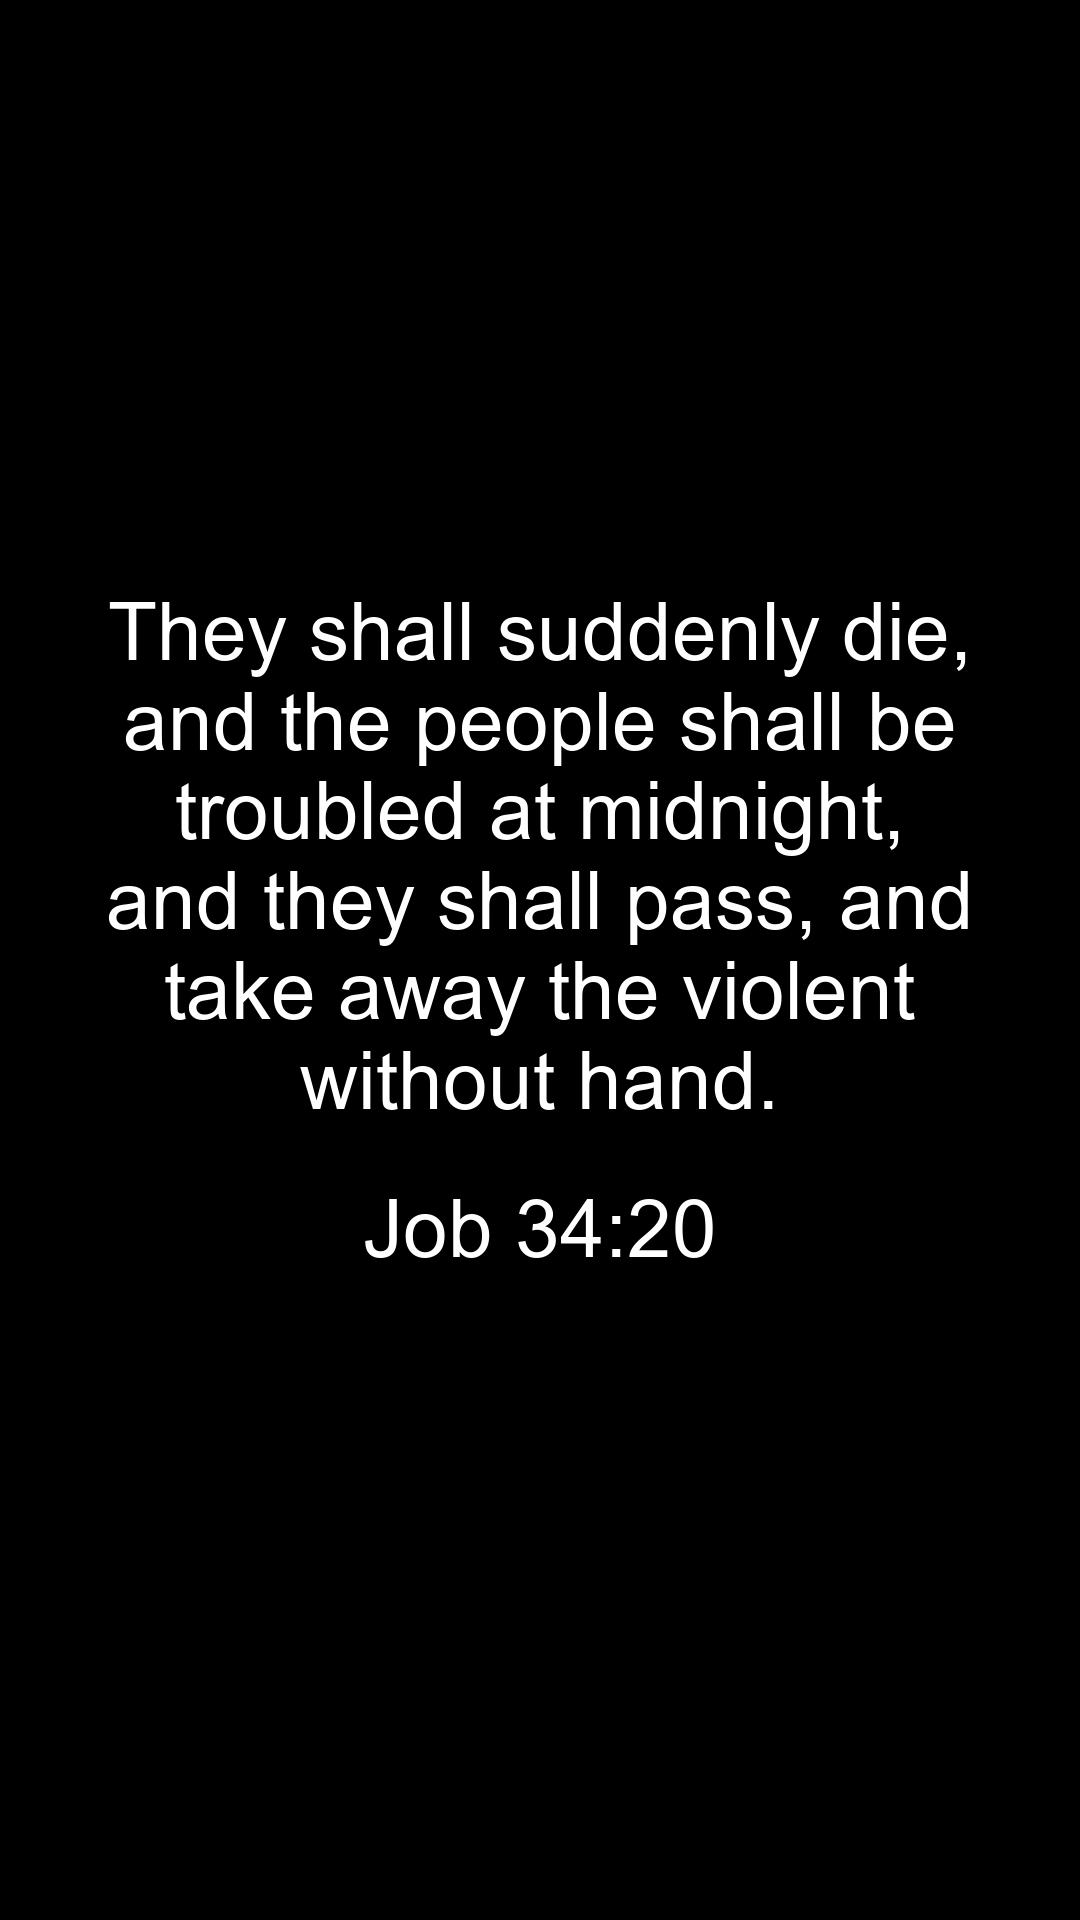 They shall suddenly die,
and the people shall be
troubled at midnight,
and they shall pass, and
take away the violent
without hand.
Job 34:20